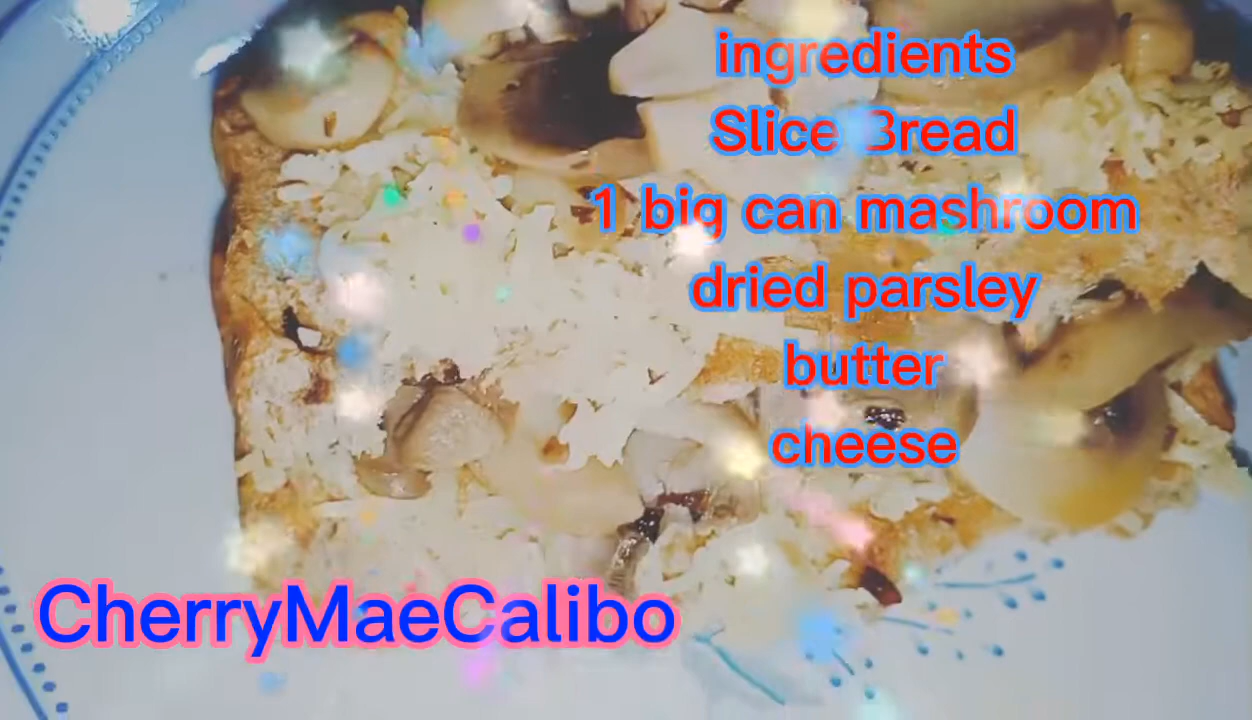 ingredients
Slice Bread
1 big can mashroom
dried parsley
butter
cheese
CherryMaeCalibo